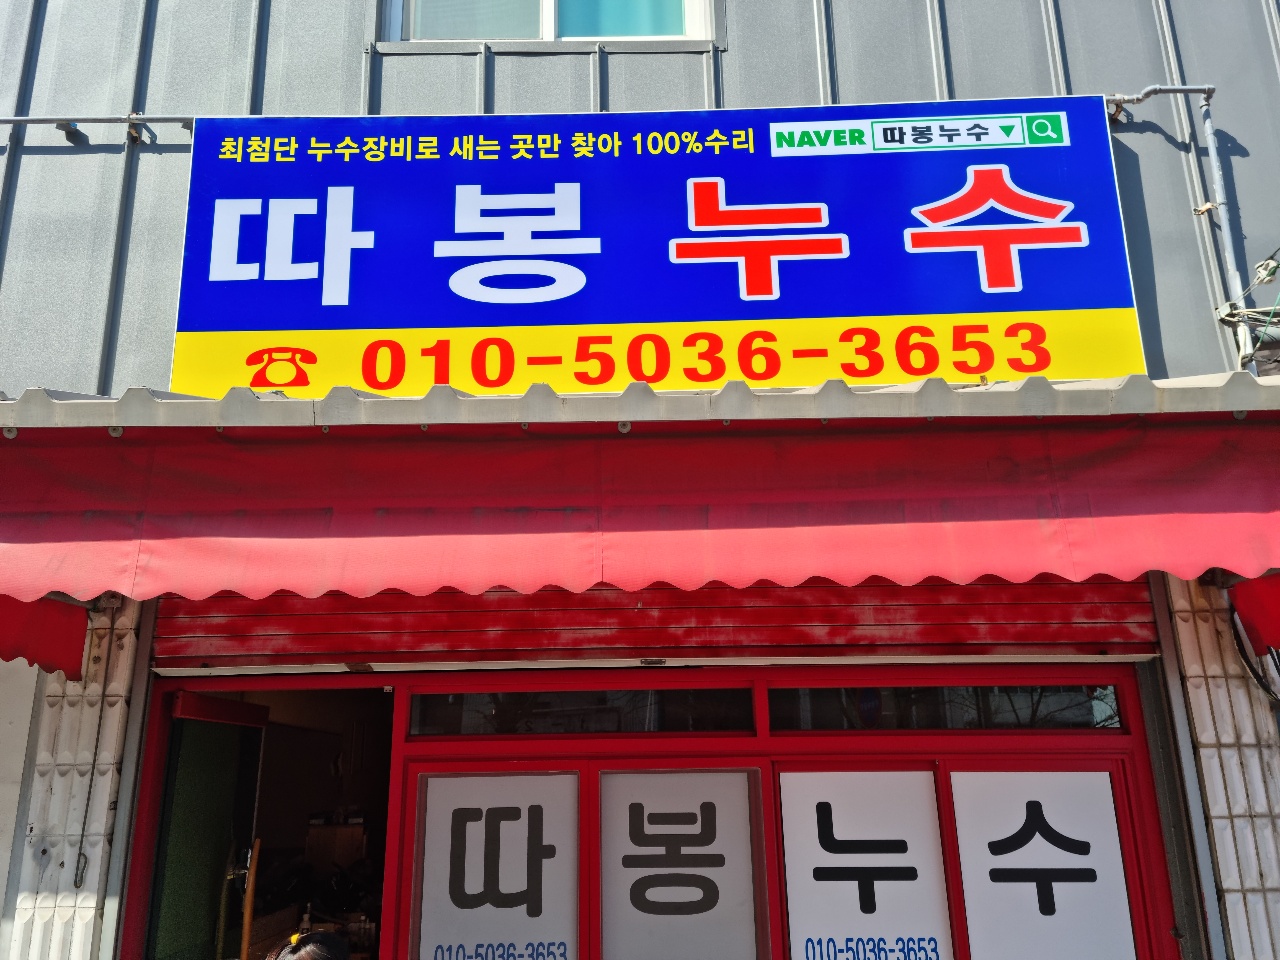 최첨단 누수장비로 새는 곳만 찾아 100%수리
NAVER 따봉누수
따봉누수
010-5036-3653
따 봉 누 수
010-5036-3653 010-5036-3653